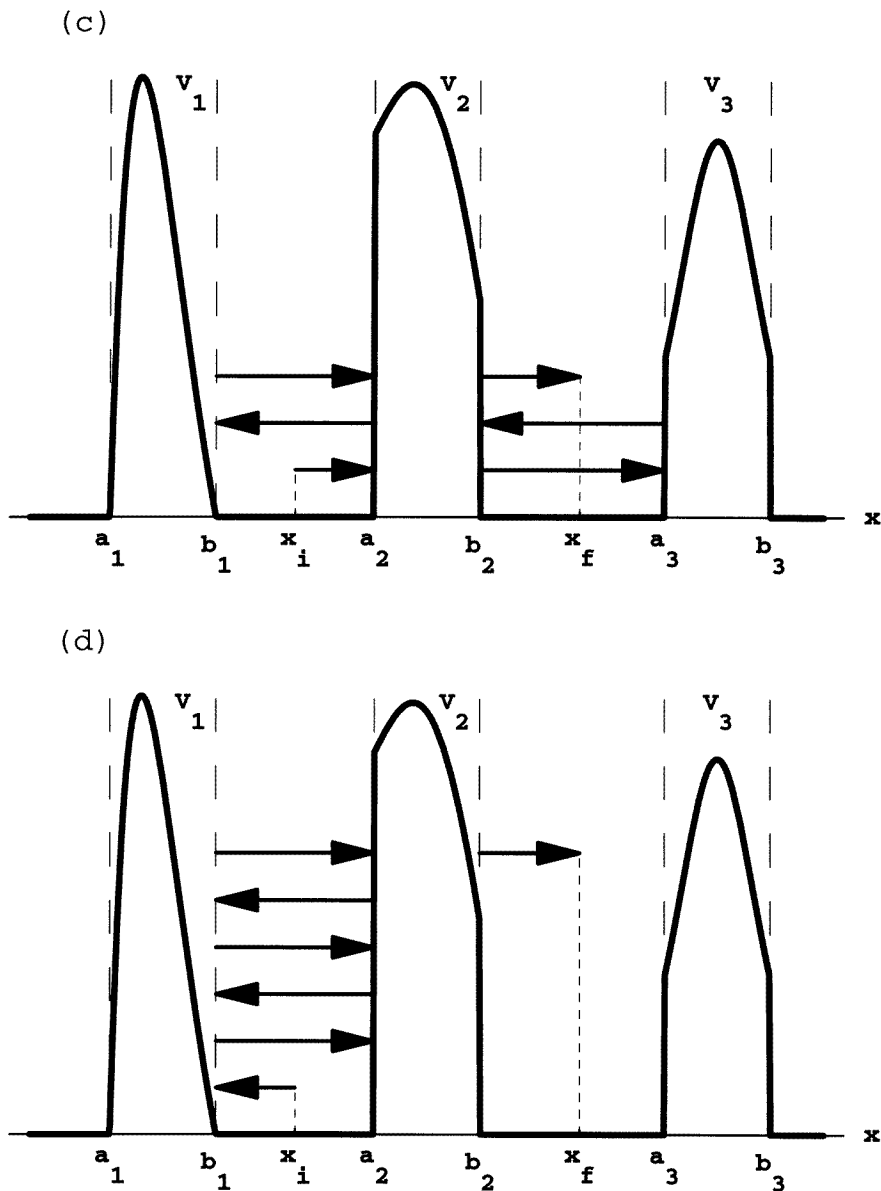 (c)
V1 V2 V3
a1 b1 xi a2 b2 xf a3 b3 x
(d)
V1 V2 V3
a1 b1 xi a2 b2 xf a3 b3 x